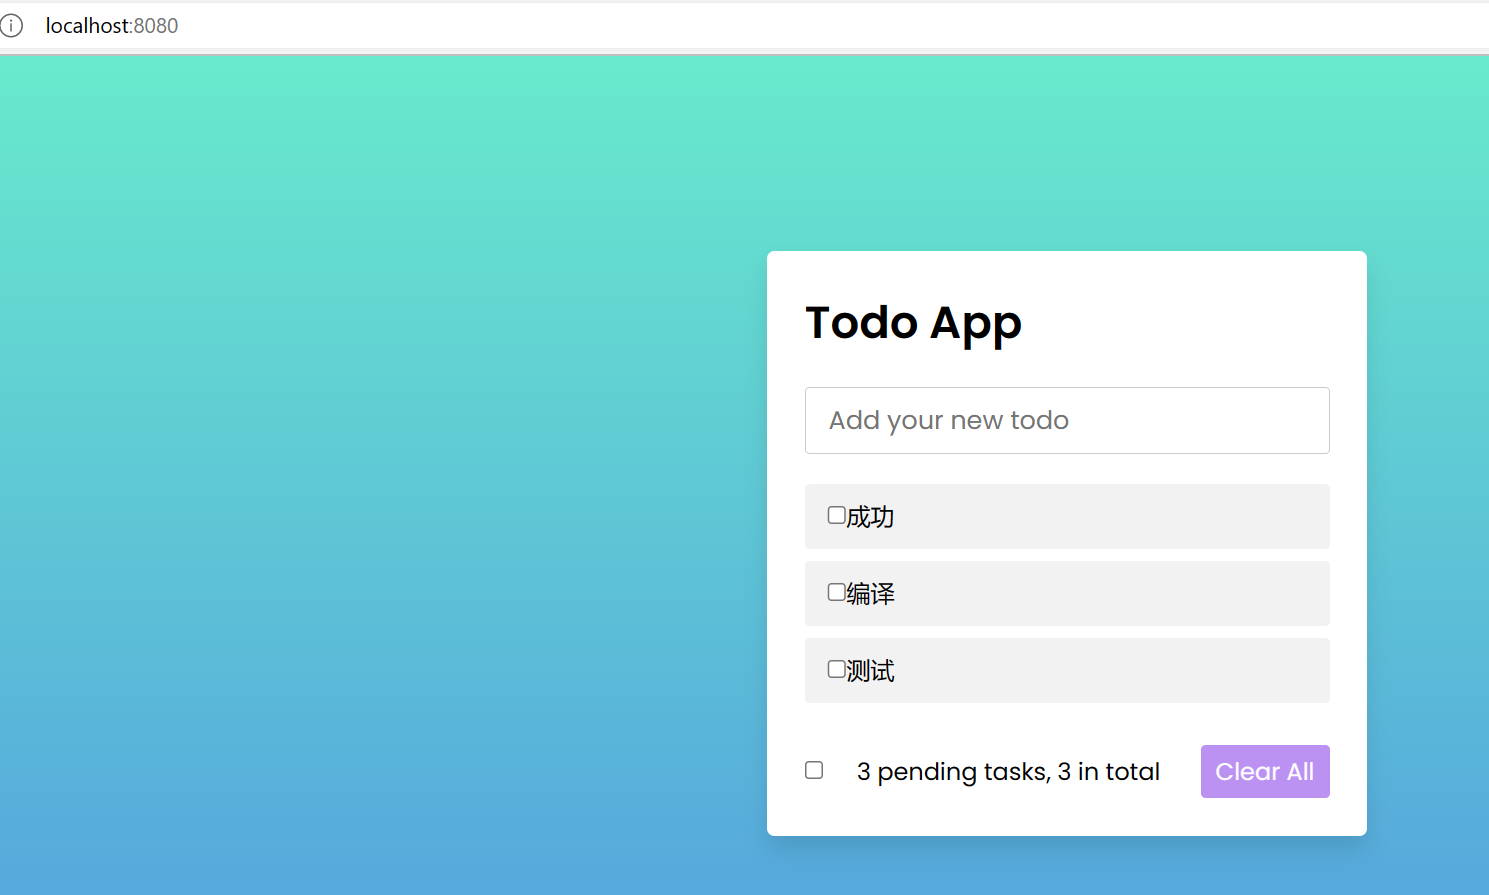 localhost:8080
Todo App
Add your new todo
成功
编译
测试
3 pending tasks, 3 in total
Clear All